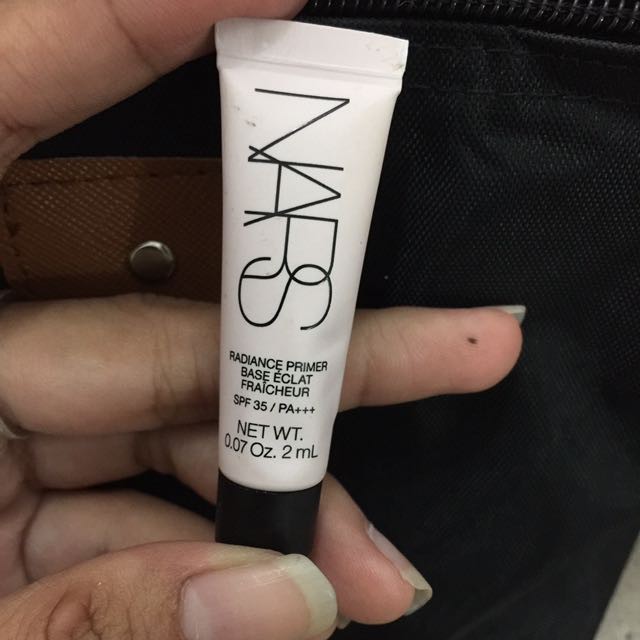 NARS
RADIANCE PRIMER
BASE ÉCLAT
FRAÎCHEUR
SPF 35 / PA+++
NET WT.
0.07 Oz. 2 mL